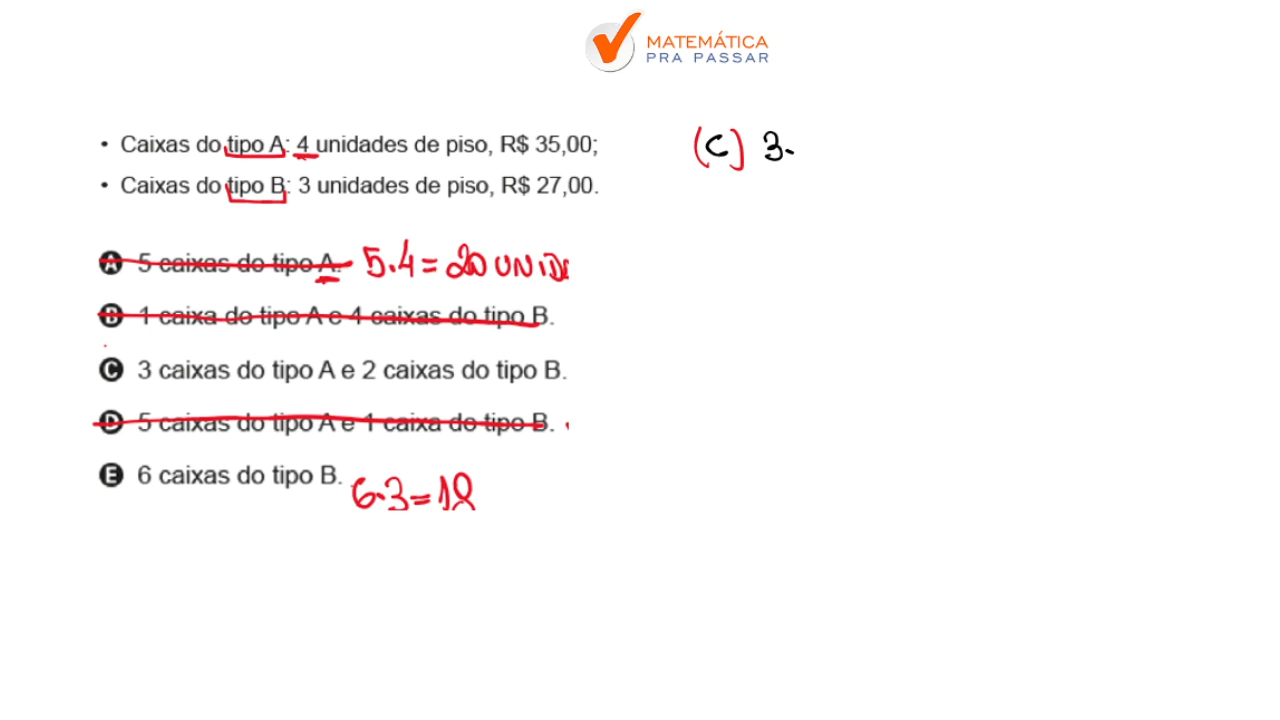 MATEMÁTICA
PRA PASSAR
• Caixas do tipo A: 4 unidades de piso, R$ 35,00;
• Caixas do tipo B: 3 unidades de piso, R$ 27,00.
(C) 3.
A 5 caixas do tipo A. 5.4 = 20 UNID
B 1 caixa do tipo A e 4 caixas do tipo B.
C 3 caixas do tipo A e 2 caixas do tipo B.
D 5 caixas do tipo A e 1 caixa do tipo B.
E 6 caixas do tipo B. 6.3 = 18